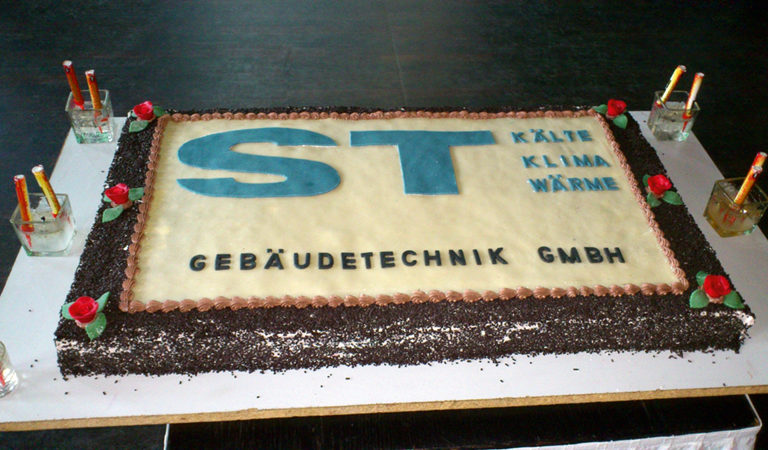 ST
KÄLTE
KLIMA
WÄRME
GEBÄUDETECHNIK GMBH